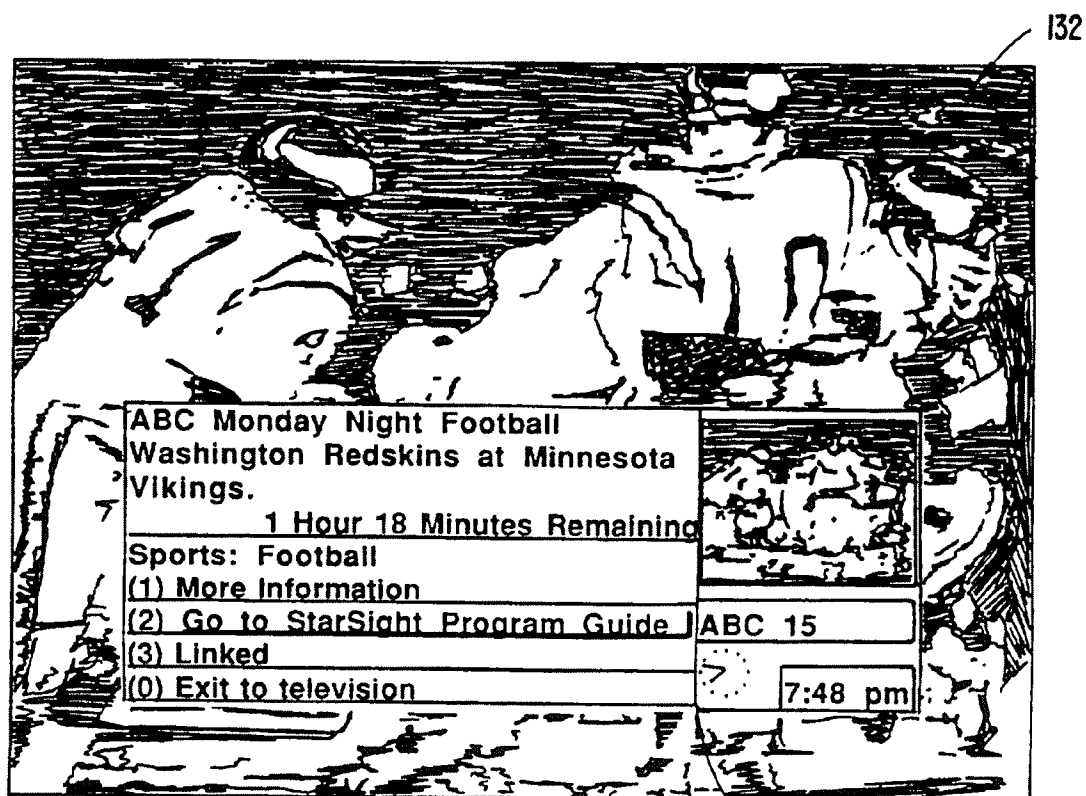 132
ABC Monday Night Football
Washington Redskins at Minnesota
Vikings.
1 Hour 18 Minutes Remaining
Sports: Football
(1) More Information
(2) Go to StarSight Program Guide
ABC 15
(3) Linked
(0) Exit to television
7:48 pm